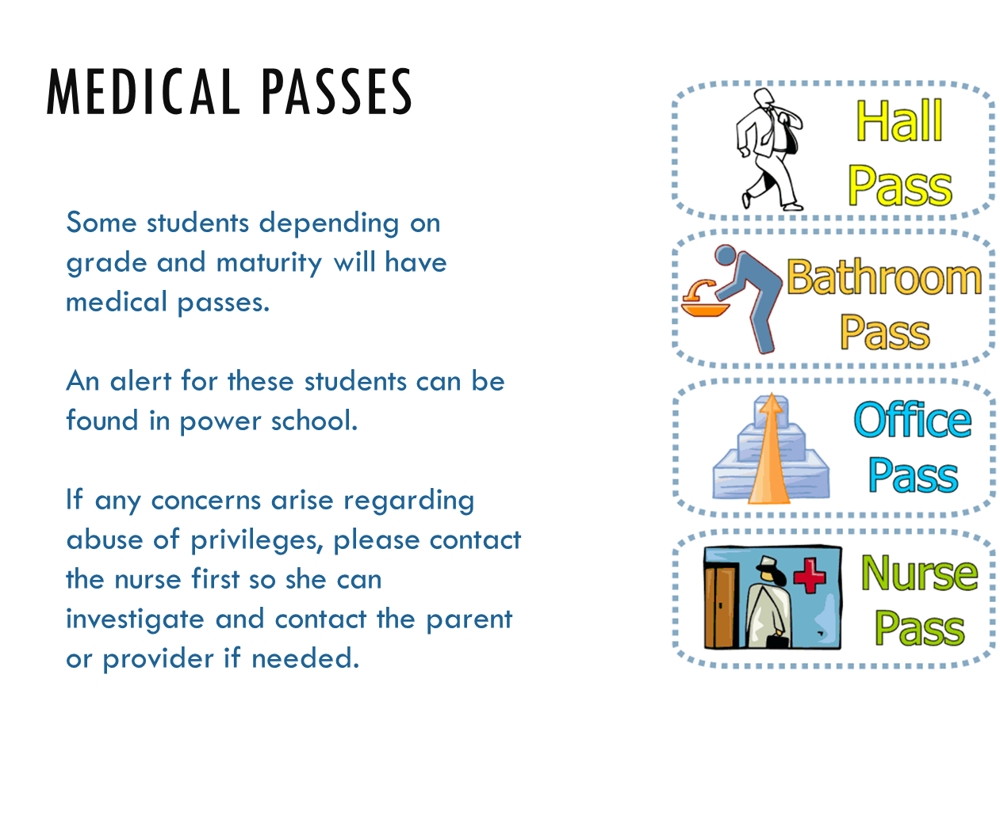 MEDICAL PASSES
Some students depending on
grade and maturity will have
medical passes.
An alert for these students can be
found in power school.
If any concerns arise regarding
abuse of privileges, please contact
the nurse first so she can
investigate and contact the parent
or provider if needed.
Hall
Pass
Bathroom
Pass
Office
Pass
Nurse
Pass